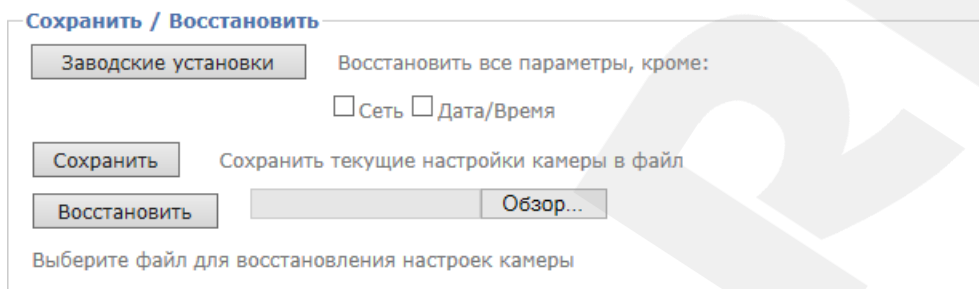 Сохранить / Восстановить
Заводские установки Восстановить все параметры, кроме:
Сеть Дата/Время
Сохранить Сохранить текущие настройки камеры в файл
Восстановить Обзор...
Выберите файл для восстановления настроек камеры